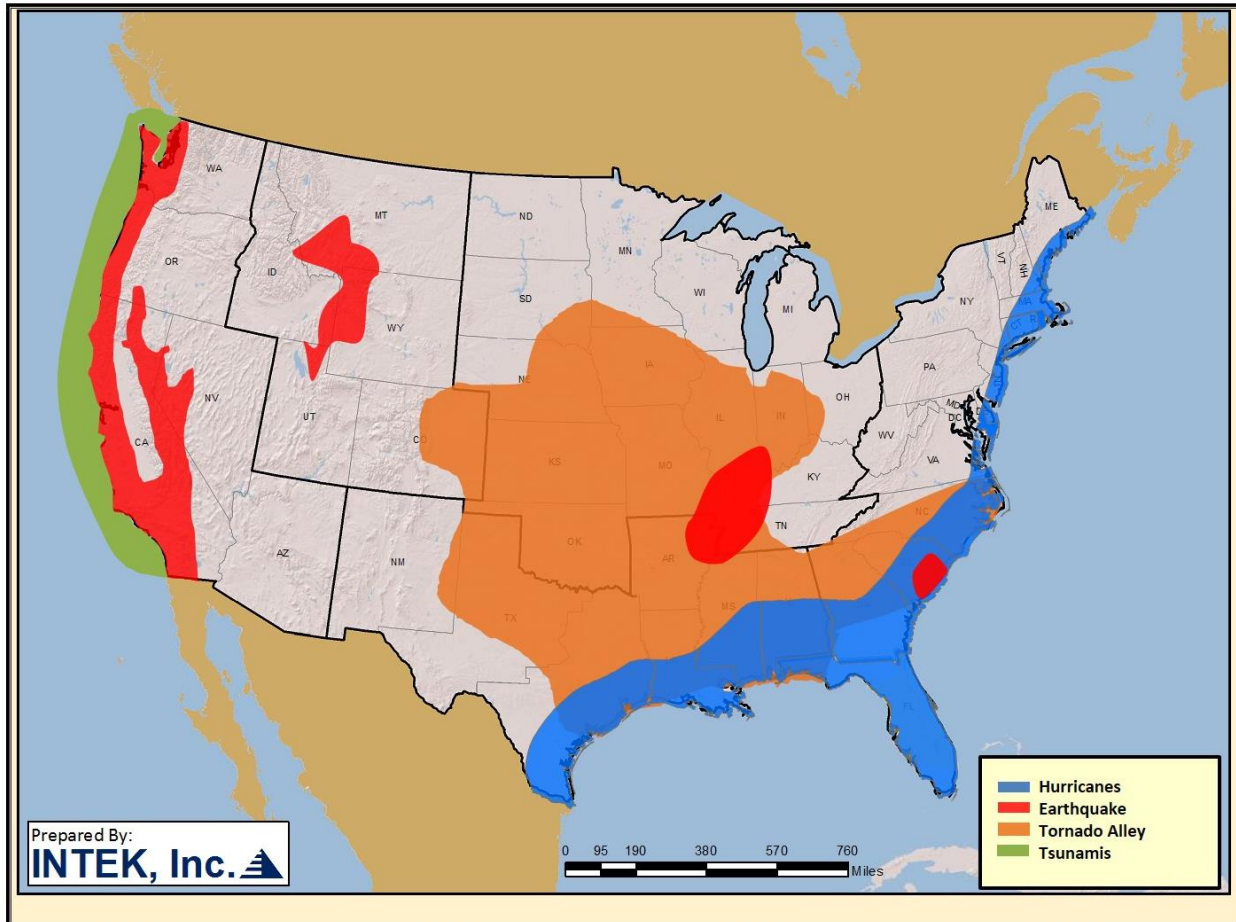 WA
MT
ND
MN
ME
OR
ID
SD
WI
MI
VT
NH
NY
WY
MA
CT R
NE
IA
PA
NV
UT
CO
IL
IN
OH
MD
DC
WV
VA
CA
KS
MO
KY
AZ
NM
OK
AR
TN
NC
TX
MS
FL
Hurricanes
Earthquake
Tornado Alley
Tsunamis
Prepared By:
INTEK, Inc.
0 95 190 380 570 760
Miles